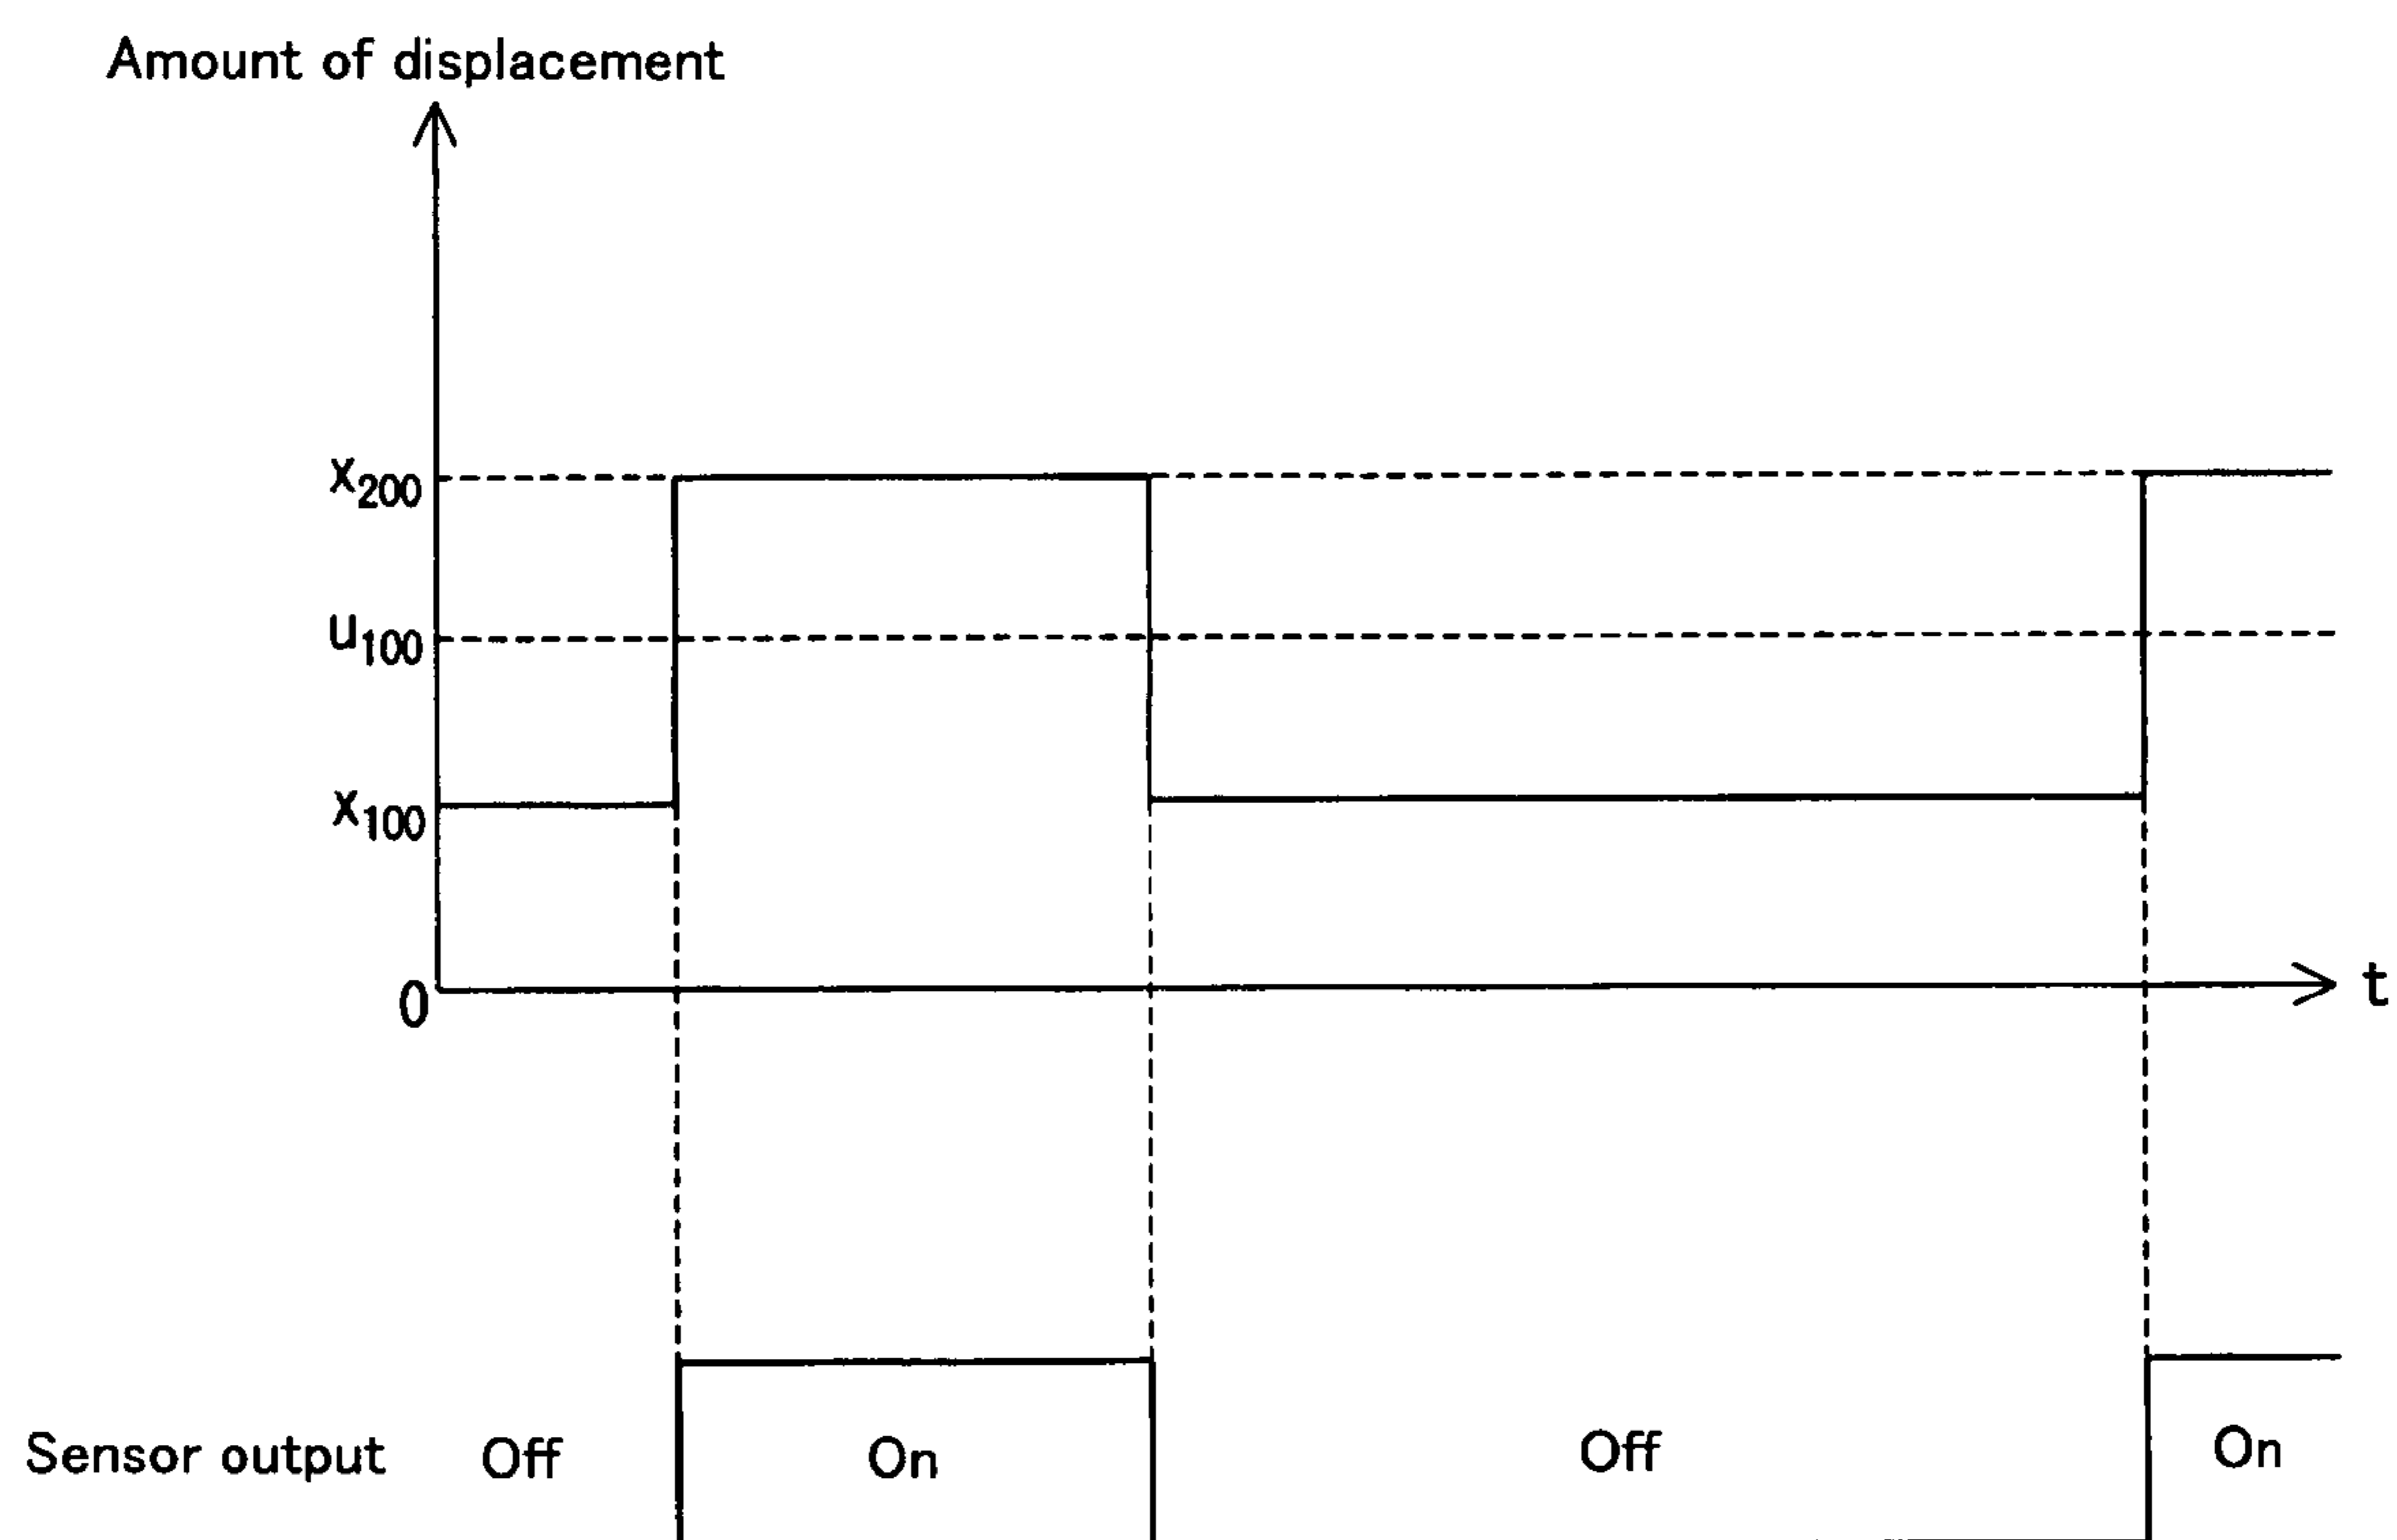 Amount of displacement
x200
u100
x100
0
t
Sensor output Off On Off On